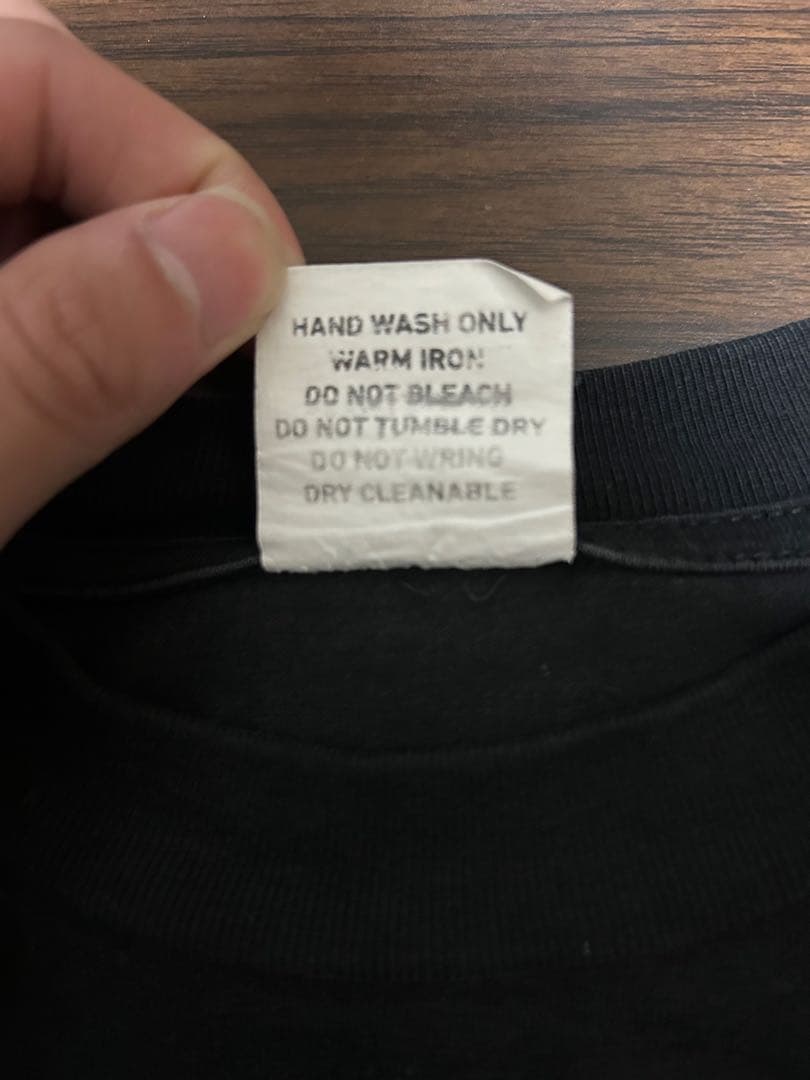 HAND WASH ONLY
WARM IRON
DO NOT BLEACH
DO NOT TUMBLE DRY
DO NOT WRING
DRY CLEANABLE